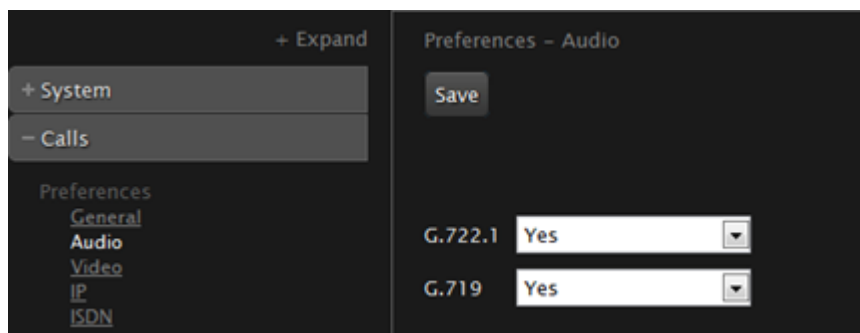 + Expand
+ System
− Calls
Preferences
General
Audio
Video
IP
ISDN
Preferences – Audio
Save
G.722.1 Yes
G.719 Yes